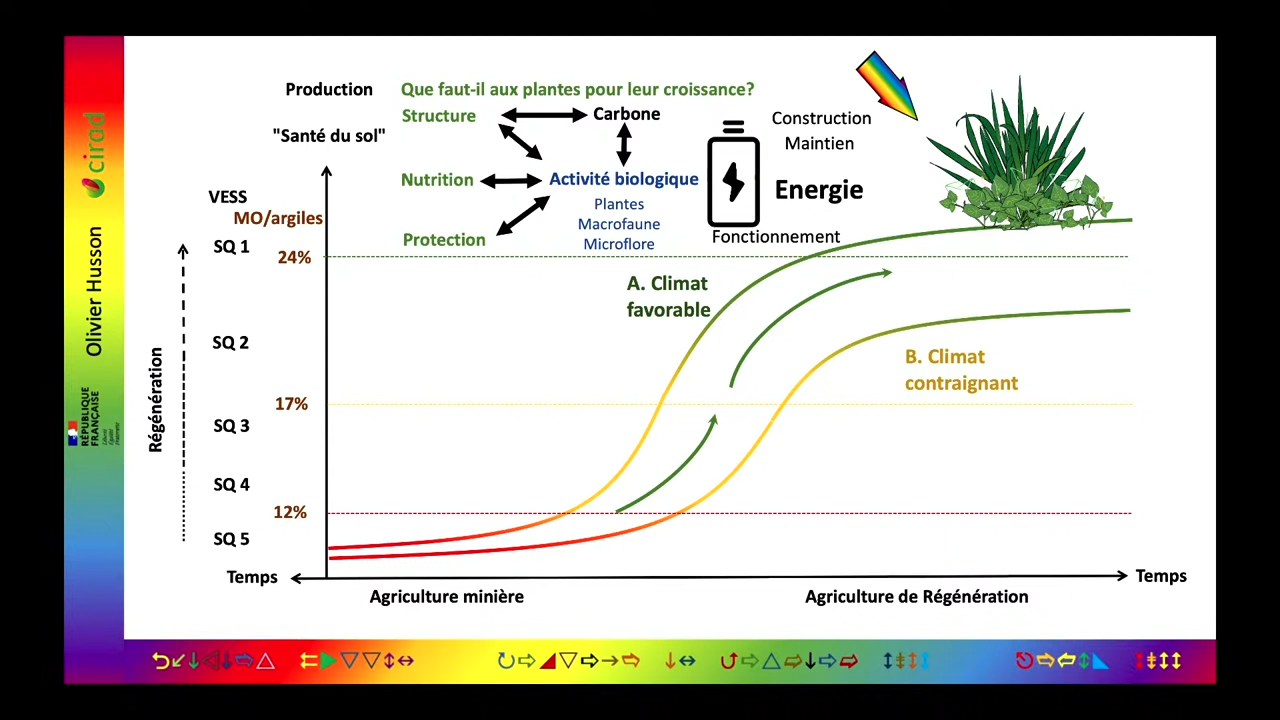 Production
Que faut-il aux plantes pour leur croissance?
Structure
Carbone
Construction
Maintien
"Santé du sol"
Nutrition
Activité biologique
Energie
Plantes
Macrofaune
Microflore
Protection
Fonctionnement
VESS
MO/argiles
SQ 1
24%
A. Climat
favorable
SQ 2
B. Climat
contraignant
17%
SQ 3
SQ 4
12%
SQ 5
Régénération
Temps
Temps
Agriculture minière
Agriculture de Régénération
cirad
Olivier Husson
RÉPUBLIQUE
FRANÇAISE
Liberté
Égalité
Fraternité